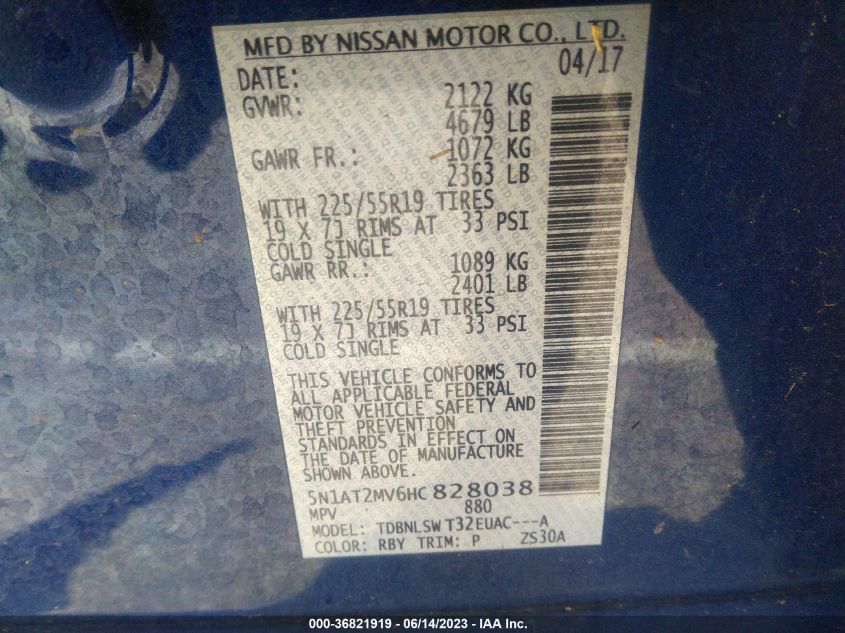 MFD BY NISSAN MOTOR CO., LTD.
DATE: 04/17
GVWR: 2122 KG
4679 LB
GAWR FR.: 1072 KG
2363 LB
WITH 225/55R19 TIRES
19 X 7J RIMS AT 33 PSI
COLD SINGLE
GAWR RR.: 1089 KG
2401 LB
WITH 225/55R19 TIRES
19 X 7J RIMS AT 33 PSI
COLD SINGLE
THIS VEHICLE CONFORMS TO
ALL APPLICABLE FEDERAL
MOTOR VEHICLE SAFETY AND
THEFT PREVENTION
STANDARDS IN EFFECT ON
THE DATE OF MANUFACTURE
SHOWN ABOVE.
5N1AT2MV6HC 828038
MPV 880
MODEL: TDBNLSW T32EUAC---A
COLOR: RBY TRIM: P ZS30A
000-36821919 - 06/14/2023 - IAA Inc.